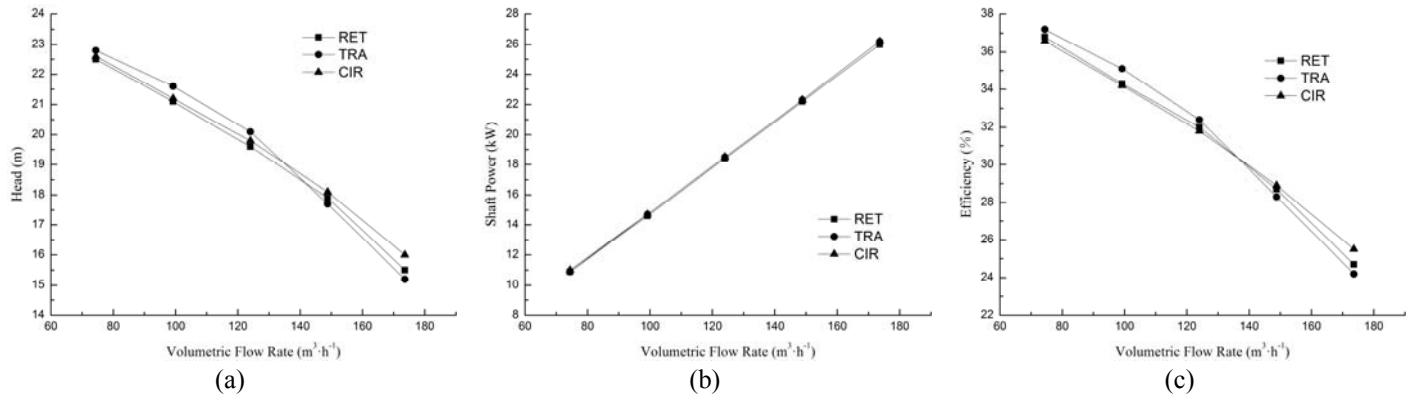 24
23
22
21
20
19
18
17
16
15
14
Head (m)
RET
TRA
CIR
60 80 100 120 140 160 180
Volumetric Flow Rate (m³·h⁻¹)
(a)
28
26
24
22
20
18
16
14
12
10
8
Shaft Power (kW)
RET
TRA
CIR
60 80 100 120 140 160 180
Volumetric Flow Rate (m³·h⁻¹)
(b)
38
36
34
32
30
28
26
24
22
Efficiency (%)
RET
TRA
CIR
60 80 100 120 140 160 180
Volumetric Flow Rate (m³·h⁻¹)
(c)